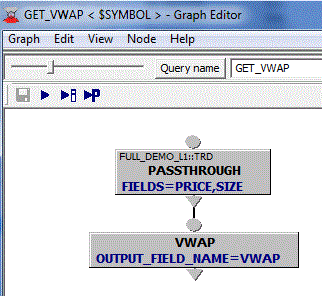 GET_VWAP < $SYMBOL > - Graph Editor
Graph Edit View Fields Help
Query name GET_VWAP
FULL_DEMO_L1::TRD
PASSTHROUGH
FIELDS=PRICE,SIZE
VWAP
OUTPUT_FIELD_NAME=VWAP